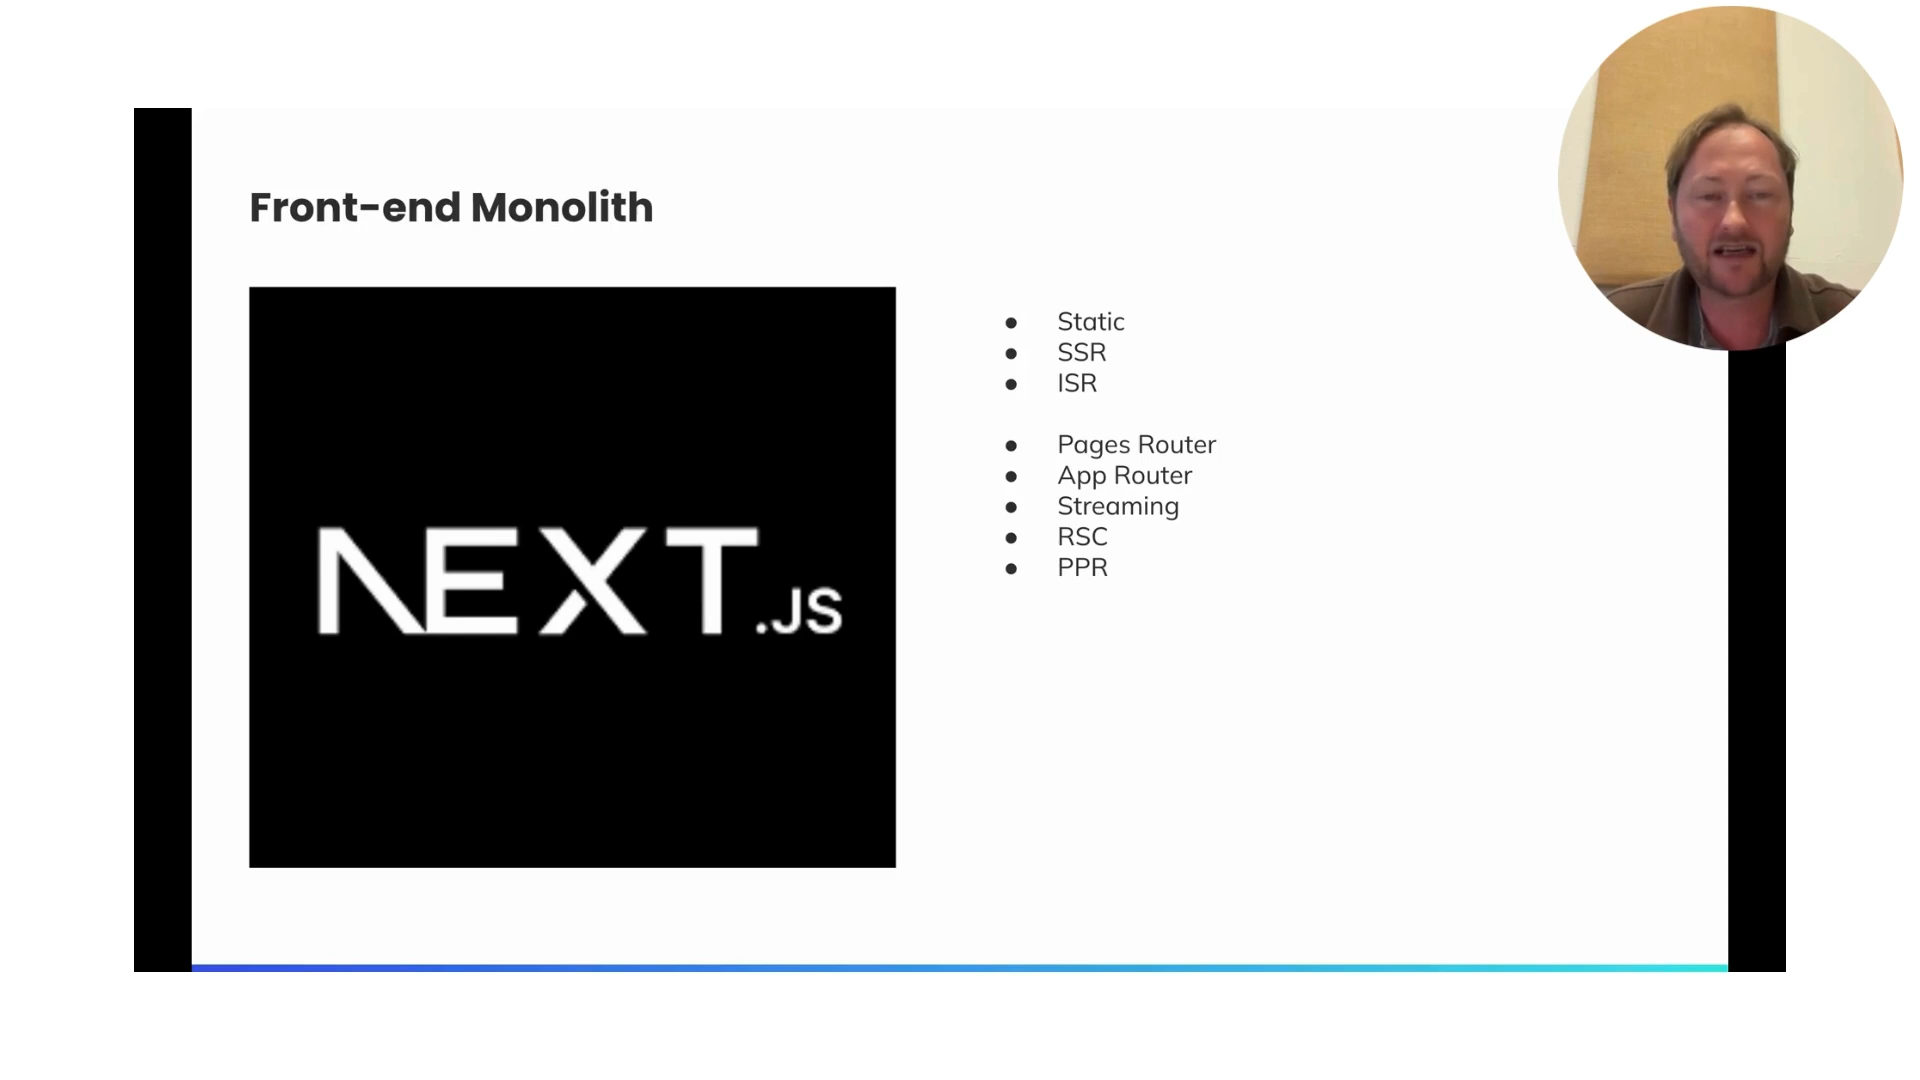 Front-end Monolith
NEXT.JS
Static
SSR
ISR
Pages Router
App Router
Streaming
RSC
PPR